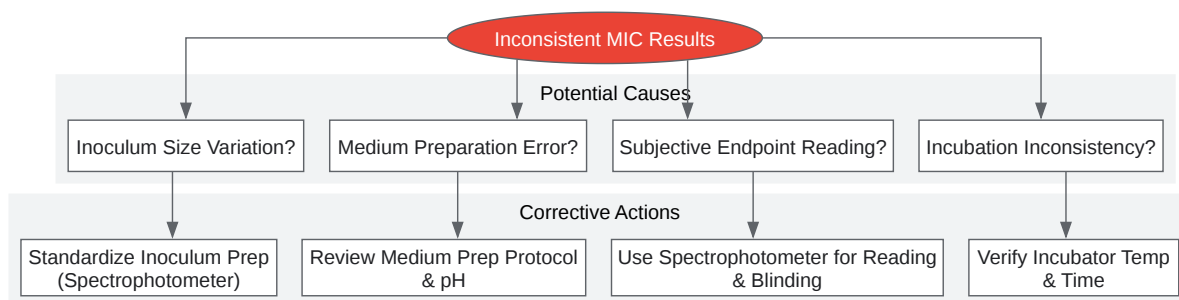 Inconsistent MIC Results
Potential Causes
Inoculum Size Variation?
Medium Preparation Error?
Subjective Endpoint Reading?
Incubation Inconsistency?
Corrective Actions
Standardize Inoculum Prep
(Spectrophotometer)
Review Medium Prep Protocol
& pH
Use Spectrophotometer for Reading
& Blinding
Verify Incubator Temp
& Time